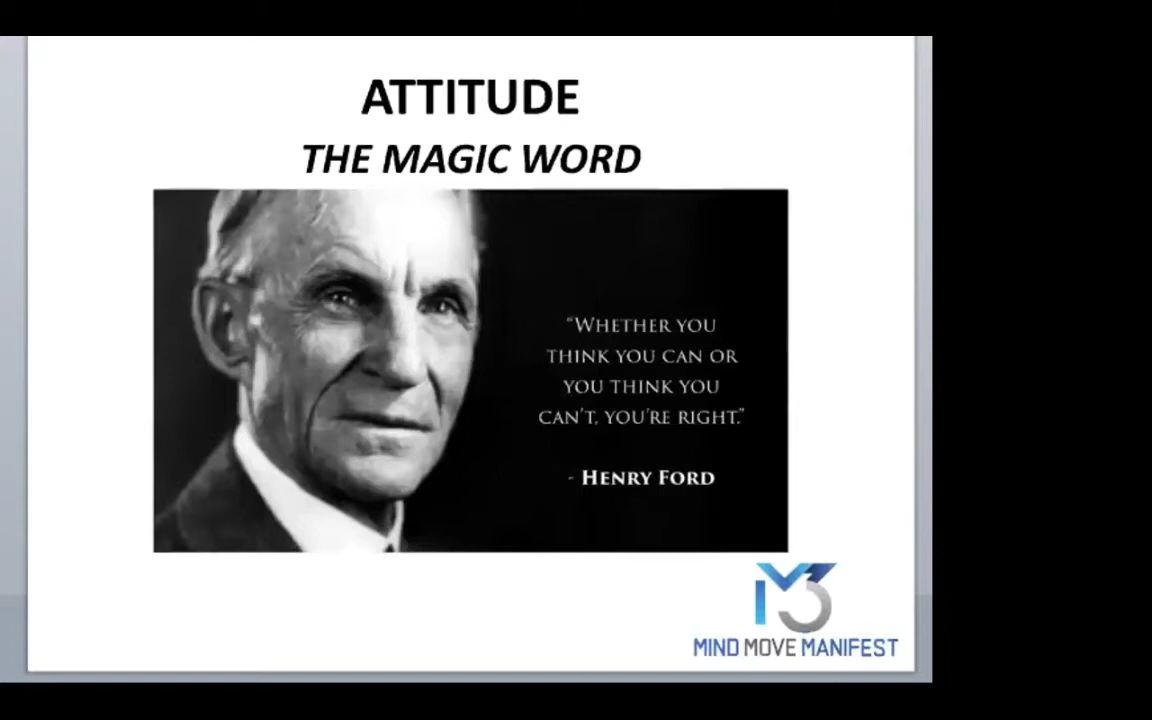 ATTITUDE
THE MAGIC WORD
“WHETHER YOU
THINK YOU CAN OR
YOU THINK YOU
CAN'T, YOU'RE RIGHT.”
- HENRY FORD
M3
MIND MOVE MANIFEST